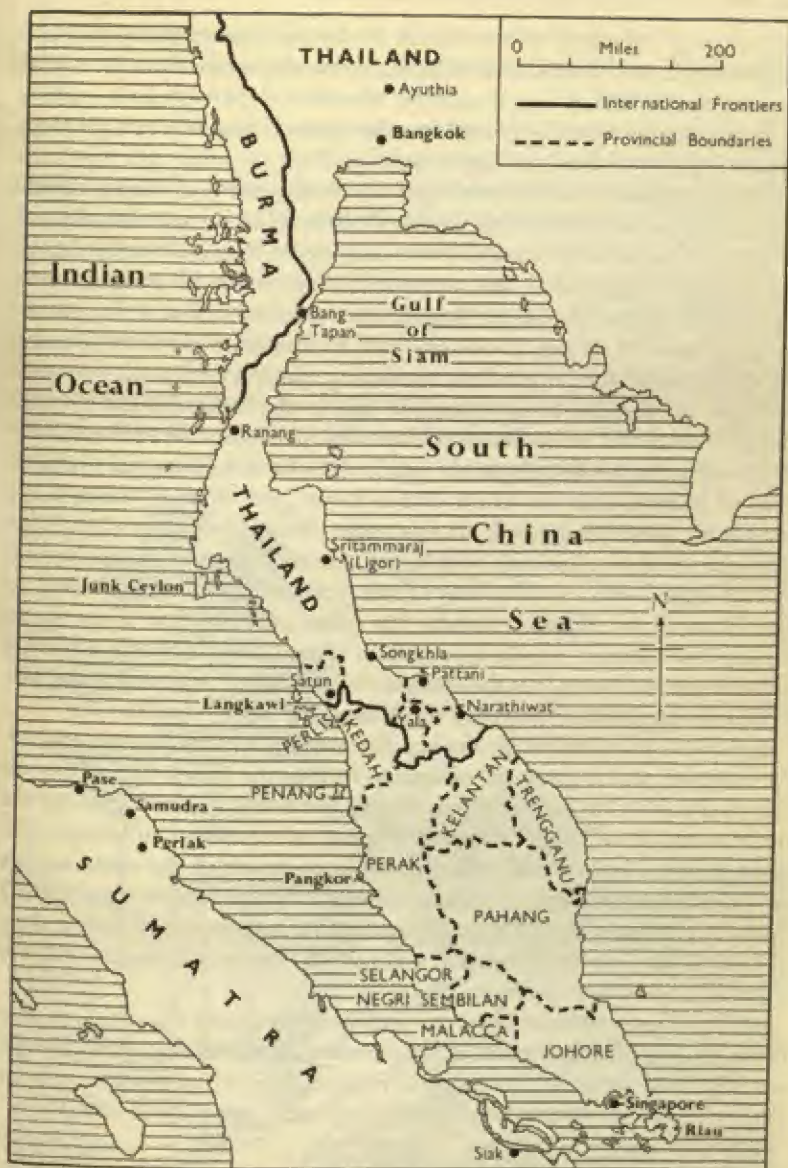 THAILAND
0 Miles 200
Ayuthia
International Frontiers
Bangkok
Provincial Boundaries
BURMA
Indian
Ocean
Gulf
of
Siam
Bang
Tapan
Ranang
South
China
Sea
THAILAND
Sritammaraj
(Ligor)
Junk Ceylon
N
Songkhla
Pattani
Satun
Langkawi
Yala
Narathiwat
PERLIS
KEDAH
PENANG
KELANTAN
TRENGGANU
Pase
Samudra
Perlak
PERAK
Pangkor
PAHANG
SUMATRA
SELANGOR
NEGRI SEMBILAN
MALACCA
JOHORE
Singapore
Riau
Siak